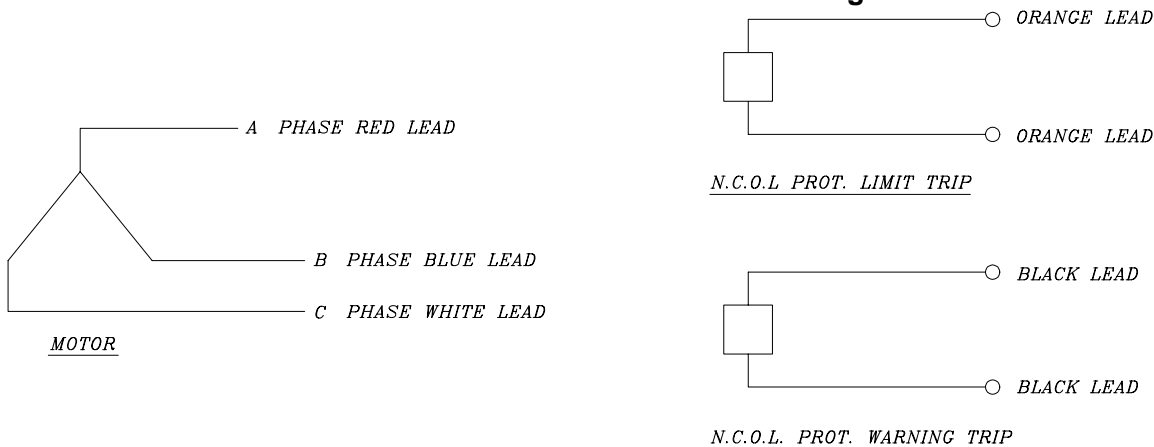 ORANGE LEAD
ORANGE LEAD
N.C.O.L PROT. LIMIT TRIP
A PHASE RED LEAD
B PHASE BLUE LEAD
C PHASE WHITE LEAD
MOTOR
BLACK LEAD
BLACK LEAD
N.C.O.L. PROT. WARNING TRIP